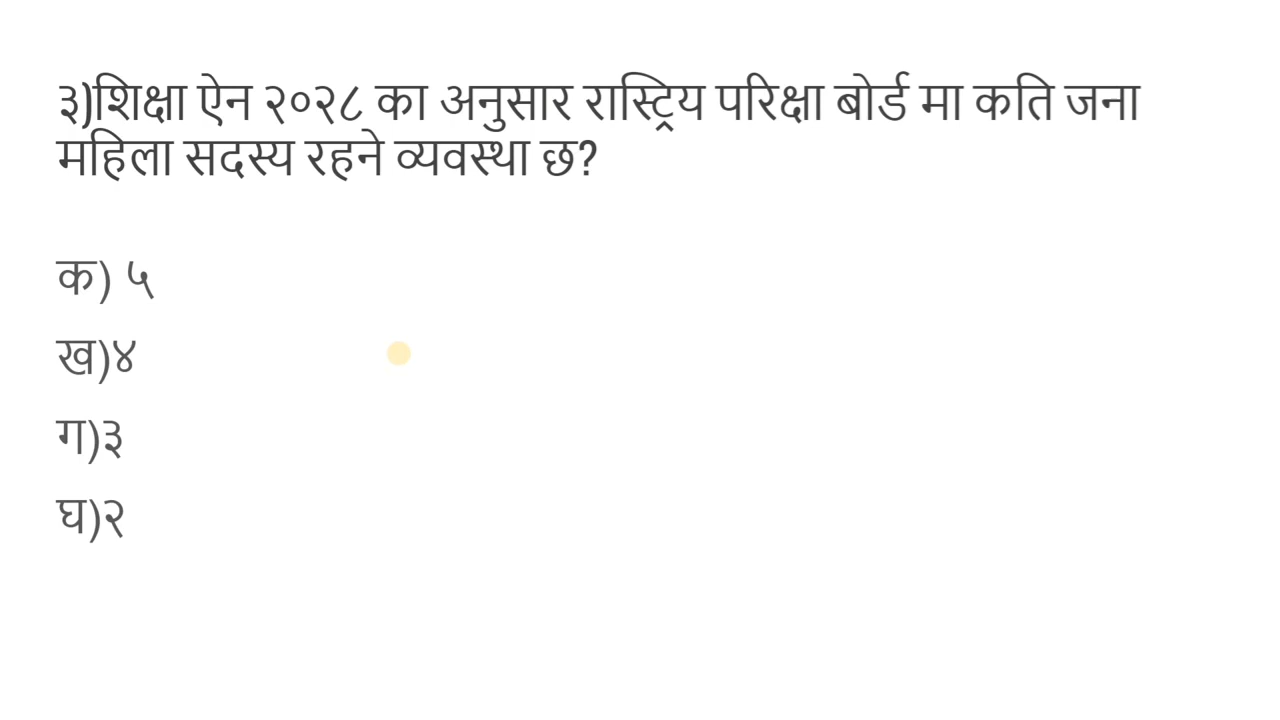 ३)शिक्षा ऐन २०२८ का अनुसार रास्ट्रिय परिक्षा बोर्ड मा कति जना
महिला सदस्य रहने व्यवस्था छ?
क) ५
ख)४
ग)३
घ)२